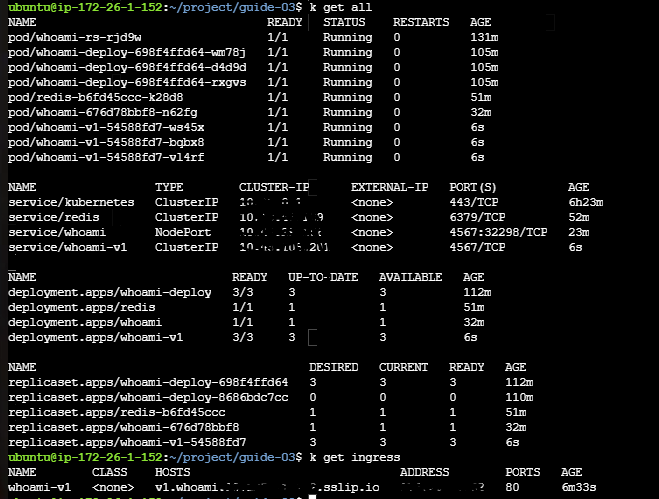 ubuntu@ip-172-26-1-152:~/project/guide-03$ k get all
NAME READY STATUS RESTARTS AGE
pod/whoami-rs-rjd9w 1/1 Running 0 131m
pod/whoami-deploy-698f4ffd64-wm78j 1/1 Running 0 105m
pod/whoami-deploy-698f4ffd64-d4d9d 1/1 Running 0 105m
pod/whoami-deploy-698f4ffd64-rxgvs 1/1 Running 0 105m
pod/redis-b6fd45ccc-k28d8 1/1 Running 0 51m
pod/whoami-676d78bbf8-n62fg 1/1 Running 0 32m
pod/whoami-v1-54588fd7-ws45x 1/1 Running 0 6s
pod/whoami-v1-54588fd7-bqbx8 1/1 Running 0 6s
pod/whoami-v1-54588fd7-vl4rf 1/1 Running 0 6s
NAME TYPE CLUSTER-IP EXTERNAL-IP PORT(S) AGE
service/kubernetes ClusterIP <none> 443/TCP 6h23m
service/redis ClusterIP <none> 6379/TCP 52m
service/whoami NodePort <none> 4567:32298/TCP 23m
service/whoami-v1 ClusterIP <none> 4567/TCP 6s
NAME READY UP-TO-DATE AVAILABLE AGE
deployment.apps/whoami-deploy 3/3 3 3 112m
deployment.apps/redis 1/1 1 1 51m
deployment.apps/whoami 1/1 1 1 32m
deployment.apps/whoami-v1 3/3 3 3 6s
NAME DESIRED CURRENT READY AGE
replicaset.apps/whoami-deploy-698f4ffd64 3 3 3 112m
replicaset.apps/whoami-deploy-8686bdc7cc 0 0 0 110m
replicaset.apps/redis-b6fd45ccc 1 1 1 51m
replicaset.apps/whoami-676d78bbf8 1 1 1 32m
replicaset.apps/whoami-v1-54588fd7 3 3 3 6s
ubuntu@ip-172-26-1-152:~/project/guide-03$ k get ingress
NAME CLASS HOSTS ADDRESS PORTS AGE
whoami-v1 <none> 80 6m33s